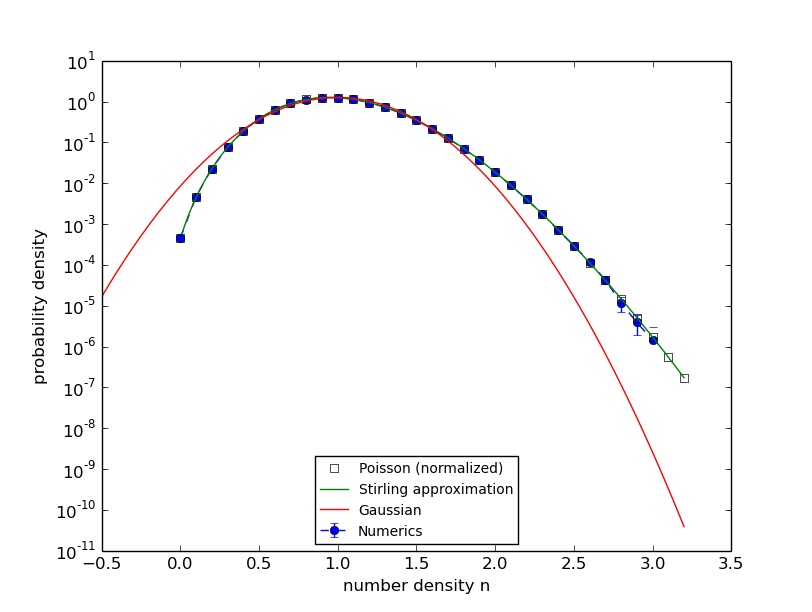 10^1
10^0
10^-1
10^-2
10^-3
10^-4
10^-5
10^-6
10^-7
10^-8
10^-9
10^-10
10^-11
probability density
Poisson (normalized)
Stirling approximation
Gaussian
Numerics
−0.5 0.0 0.5 1.0 1.5 2.0 2.5 3.0 3.5
number density n